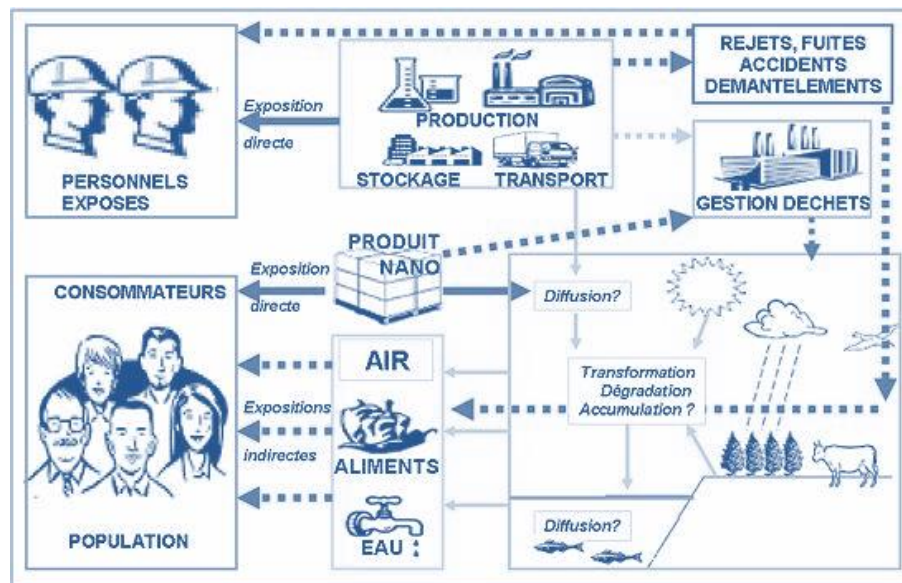 REJETS, FUITES
ACCIDENTS
DEMANTELEMENTS
Exposition
directe
PRODUCTION
STOCKAGE
TRANSPORT
PERSONNELS
EXPOSES
GESTION DECHETS
PRODUIT
NANO
CONSOMMATEURS
Exposition
directe
Diffusion?
AIR
Transformation
Dégradation
Accumulation ?
Expositions
indirectes
ALIMENTS
EAU
Diffusion?
POPULATION